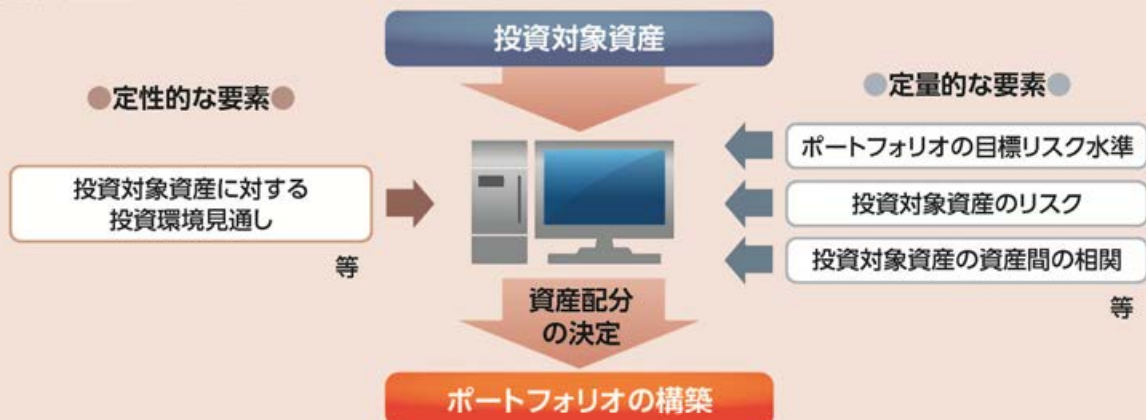 投資対象資産
●定性的な要素●
投資対象資産に対する
投資環境見通し
等
●定量的な要素●
ポートフォリオの目標リスク水準
投資対象資産のリスク
投資対象資産の資産間の相関
等
資産配分
の決定
ポートフォリオの構築